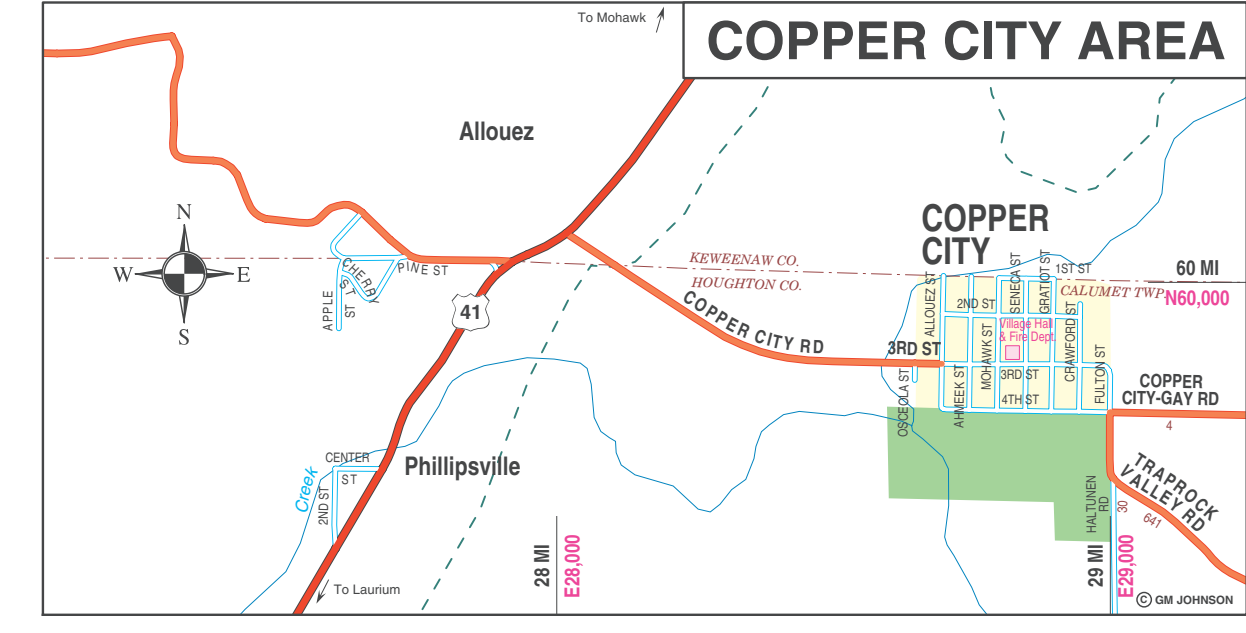 To Mohawk
COPPER CITY AREA
Allouez
N
W
E
S
COPPER
CITY
KEWEENAW CO.
HOUGHTON CO.
CALUMET TWP.
60 MI
N60,000
PINE ST
CHERRY
ST
APPLE
ST
41
COPPER CITY RD
ALLOUEZ ST
SENECA ST
GRATIOT ST
1ST ST
2ND ST
Village Hall
& Fire Dept.
3RD ST
MOHAWK ST
CRAWFORD ST
3RD ST
FULTON ST
OSCEOLA ST
AHMEEK ST
4TH ST
COPPER
CITY-GAY RD
4
Phillipsville
CENTER
ST
2ND ST
Creek
TRAPROCK
VALLEY RD
HALTUNEN
RD
30
641
28 MI
E28,000
29 MI
E29,000
To Laurium
© GM JOHNSON